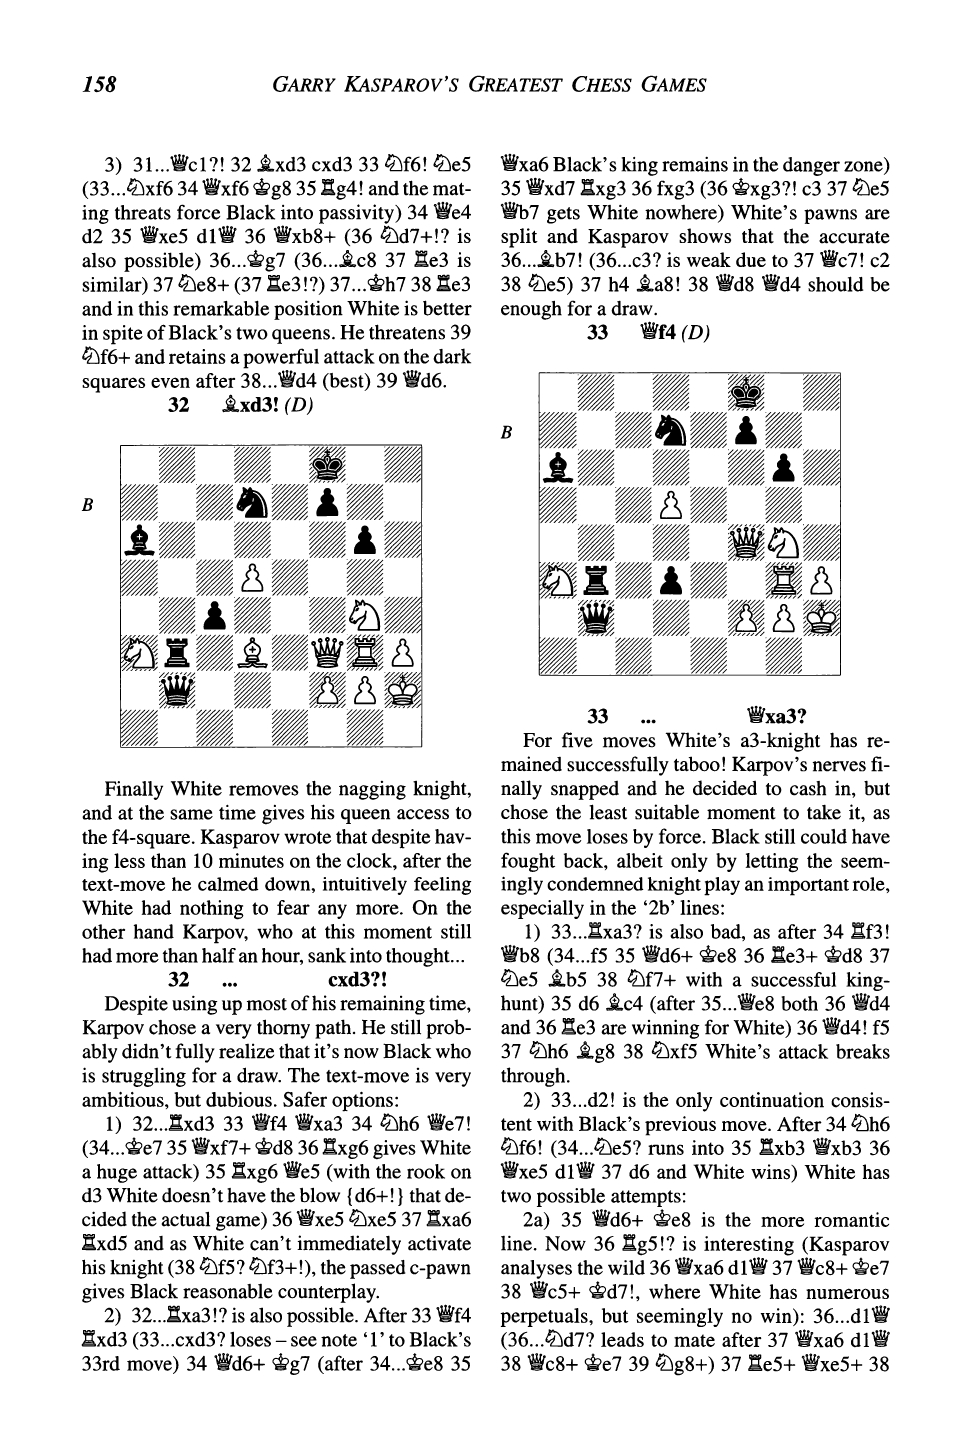 158
GARRY KASPAROV'S GREATEST CHESS GAMES
3) 31...♕c1?! 32 ♗xd3 cxd3 33 ♘f6! ♘e5
(33...♘xf6 34 ♕xf6 ♔g8 35 ♖g4! and the mat-
ing threats force Black into passivity) 34 ♕e4
d2 35 ♕xe5 d1♕ 36 ♕xb8+ (36 ♘d7+!? is
also possible) 36...♔g7 (36...♗c8 37 ♖e3 is
similar) 37 ♘e8+ (37 ♖e3!?) 37...♔h7 38 ♖e3
and in this remarkable position White is better
in spite of Black's two queens. He threatens 39
♘f6+ and retains a powerful attack on the dark
squares even after 38...♕d4 (best) 39 ♕d6.
32 ♗xd3! (D)
B
Finally White removes the nagging knight,
and at the same time gives his queen access to
the f4-square. Kasparov wrote that despite hav-
ing less than 10 minutes on the clock, after the
text-move he calmed down, intuitively feeling
White had nothing to fear any more. On the
other hand Karpov, who at this moment still
had more than half an hour, sank into thought...
32 ... cxd3?!
Despite using up most of his remaining time,
Karpov chose a very thorny path. He still prob-
ably didn't fully realize that it's now Black who
is struggling for a draw. The text-move is very
ambitious, but dubious. Safer options:
1) 32...♖xd3 33 ♕f4 ♕xa3 34 ♘h6 ♕e7!
(34...♔e7 35 ♕xf7+ ♔d8 36 ♖xg6 gives White
a huge attack) 35 ♖xg6 ♕e5 (with the rook on
d3 White doesn't have the blow {d6+!} that de-
cided the actual game) 36 ♕xe5 ♘xe5 37 ♖xa6
♖xd5 and as White can't immediately activate
his knight (38 ♘f5? ♘f3+!), the passed c-pawn
gives Black reasonable counterplay.
2) 32...♖xa3!? is also possible. After 33 ♕f4
♖xd3 (33...cxd3? loses – see note '1' to Black's
33rd move) 34 ♕d6+ ♔g7 (after 34...♔e8 35
♕xa6 Black's king remains in the danger zone)
35 ♕xd7 ♖xg3 36 fxg3 (36 ♔xg3?! c3 37 ♘e5
♕b7 gets White nowhere) White's pawns are
split and Kasparov shows that the accurate
36...♗b7! (36...c3? is weak due to 37 ♕c7! c2
38 ♘e5) 37 h4 ♗a8! 38 ♕d8 ♕d4 should be
enough for a draw.
33 ♕f4 (D)
B
33 ... ♕xa3?
For five moves White's a3-knight has re-
mained successfully taboo! Karpov's nerves fi-
nally snapped and he decided to cash in, but
chose the least suitable moment to take it, as
this move loses by force. Black still could have
fought back, albeit only by letting the seem-
ingly condemned knight play an important role,
especially in the '2b' lines:
1) 33...♖xa3? is also bad, as after 34 ♖f3!
♕b8 (34...f5 35 ♕d6+ ♔e8 36 ♖e3+ ♔d8 37
♘e5 ♗b5 38 ♘f7+ with a successful king-
hunt) 35 d6 ♗c4 (after 35...♕e8 both 36 ♕d4
and 36 ♖e3 are winning for White) 36 ♕d4! f5
37 ♘h6 ♗g8 38 ♘xf5 White's attack breaks
through.
2) 33...d2! is the only continuation consis-
tent with Black's previous move. After 34 ♘h6
♘f6! (34...♘e5? runs into 35 ♖xb3 ♕xb3 36
♕xe5 d1♕ 37 d6 and White wins) White has
two possible attempts:
2a) 35 ♕d6+ ♔e8 is the more romantic
line. Now 36 ♖g5!? is interesting (Kasparov
analyses the wild 36 ♕xa6 d1♕ 37 ♕c8+ ♔e7
38 ♕c5+ ♔d7!, where White has numerous
perpetuals, but seemingly no win): 36...d1♕
(36...♘d7? leads to mate after 37 ♕xa6 d1♕
38 ♕c8+ ♔e7 39 ♘g8+) 37 ♖e5+ ♕xe5+ 38